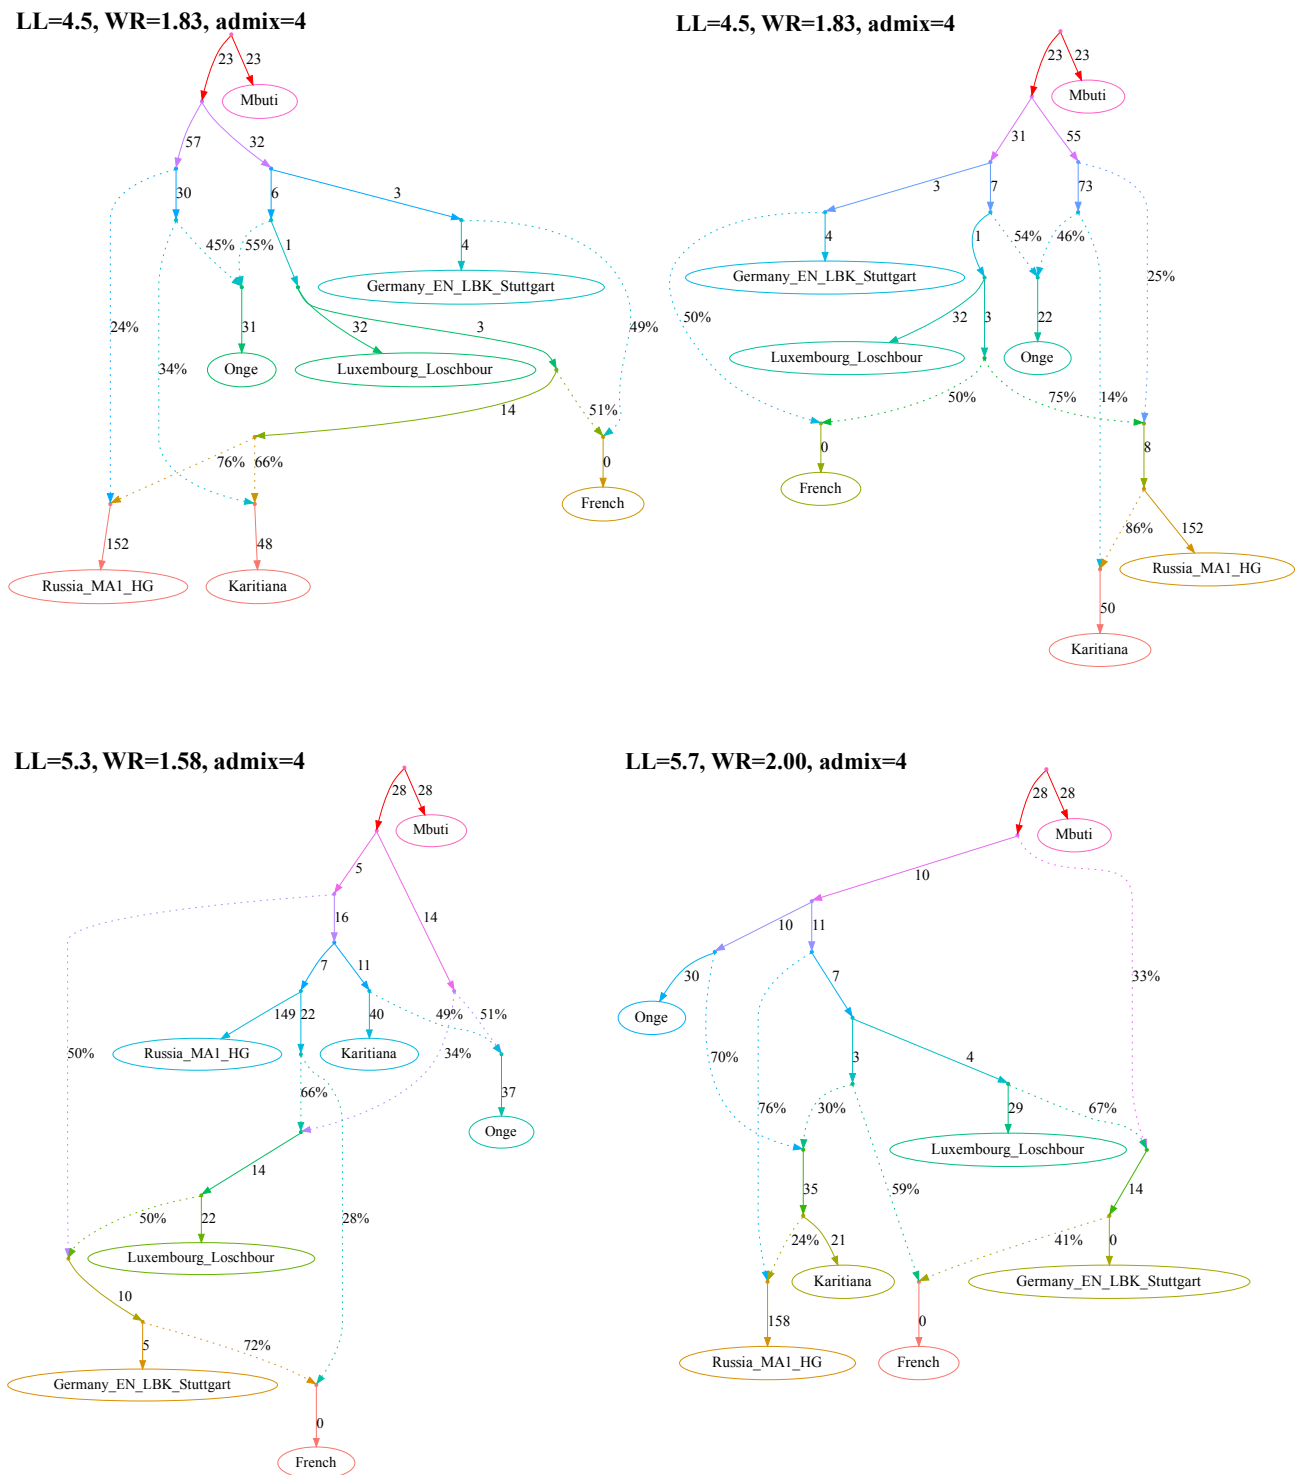 LL=4.5, WR=1.83, admix=4
23 23
Mbuti
57 32
30 6 3
45% 55% 1 4
Germany_EN_LBK_Stuttgart
24% 34% 31 32 3 49%
Onge Luxembourg_Loschbour
14 51%
76% 66% 0
French
152 48
Russia_MA1_HG Karitiana
LL=4.5, WR=1.83, admix=4
23 23
Mbuti
31 55
3 7 73
4 1 54% 46%
Germany_EN_LBK_Stuttgart 25%
50% 32 3 22
Luxembourg_Loschbour Onge
50% 75% 14%
0 8
French
86% 152
Russia_MA1_HG
50
Karitiana
LL=5.3, WR=1.58, admix=4
28 28
Mbuti
5
16 14
7 11
149 22 40 49% 51%
Russia_MA1_HG Karitiana
50% 34%
66% 37
Onge
14
50% 22 28%
Luxembourg_Loschbour
10
5 72%
Germany_EN_LBK_Stuttgart
0
French
LL=5.7, WR=2.00, admix=4
28 28
Mbuti
10
10 11
30 7 33%
Onge
70% 3 4
76% 30% 29 67%
Luxembourg_Loschbour
35 59% 14
24% 21 41% 0
Karitiana Germany_EN_LBK_Stuttgart
158 0
Russia_MA1_HG French